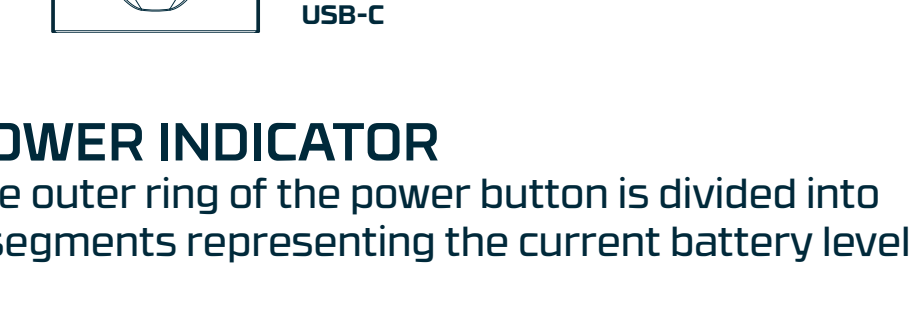 USB-C
OWER INDICATOR
e outer ring of the power button is divided into
segments representing the current battery level